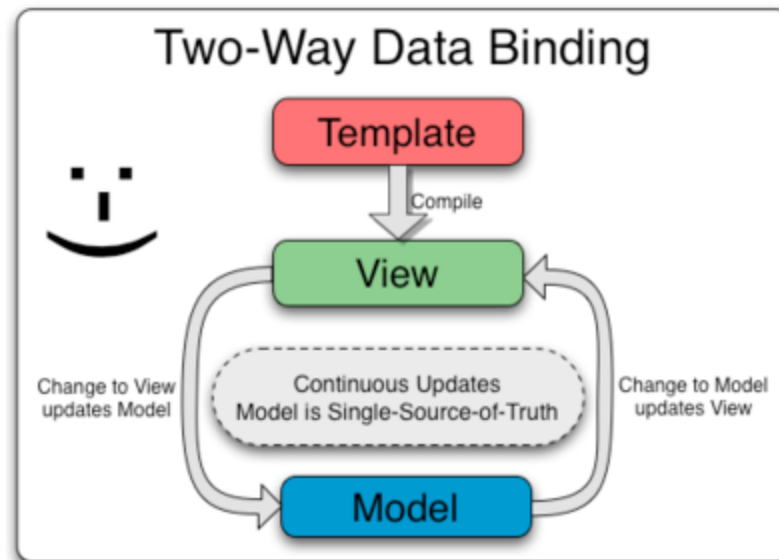 Two-Way Data Binding
Template
Compile
View
Change to View
updates Model
Continuous Updates
Model is Single-Source-of-Truth
Change to Model
updates View
Model